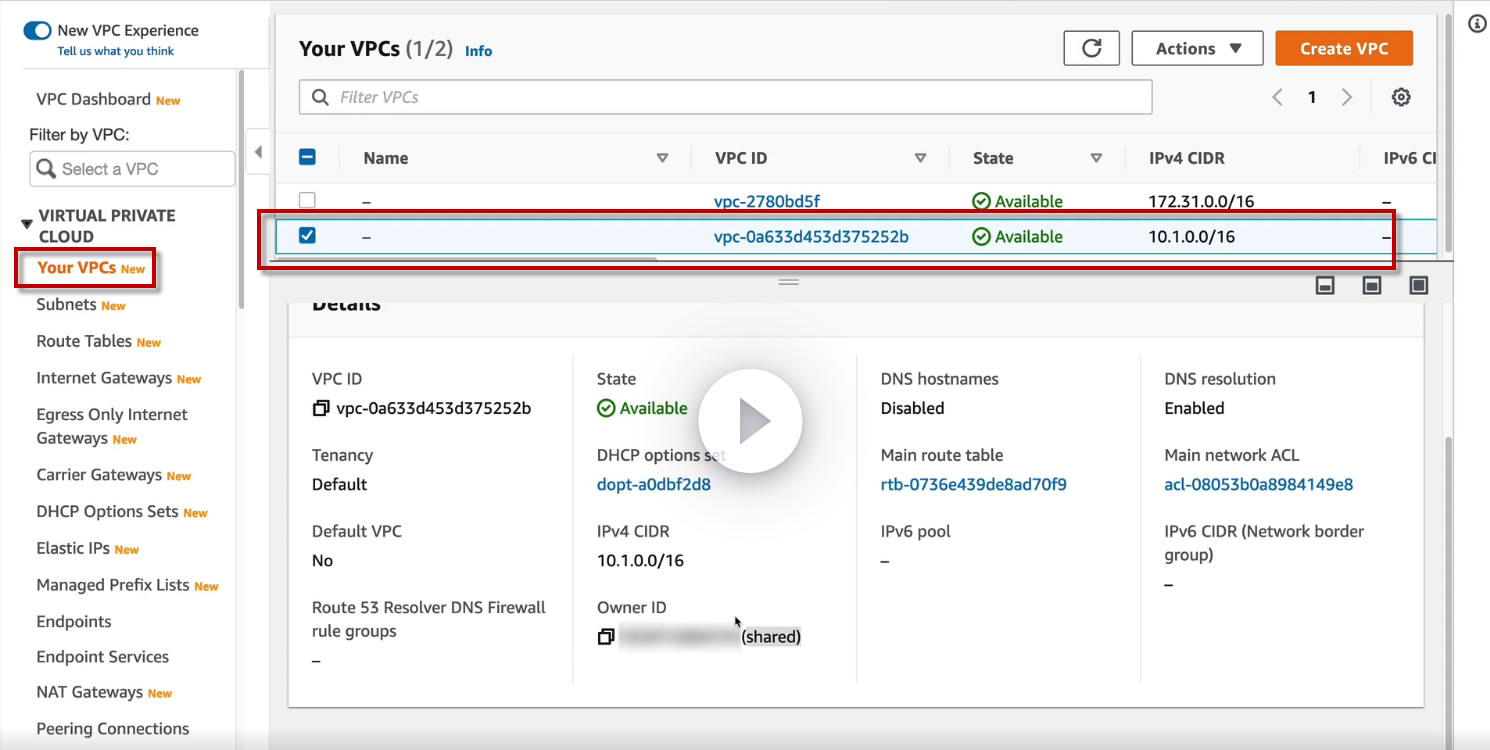 New VPC Experience
Tell us what you think
VPC Dashboard New
Filter by VPC:
Select a VPC
VIRTUAL PRIVATE
CLOUD
Your VPCs New
Subnets New
Route Tables New
Internet Gateways New
Egress Only Internet
Gateways New
Carrier Gateways New
DHCP Options Sets New
Elastic IPs New
Managed Prefix Lists New
Endpoints
Endpoint Services
NAT Gateways New
Peering Connections
Your VPCs (1/2) Info
Actions
Create VPC
Filter VPCs
1
Name VPC ID State IPv4 CIDR IPv6 CI
– vpc-2780bd5f Available 172.31.0.0/16 –
– vpc-0a633d453d375252b Available 10.1.0.0/16 –
Details
VPC ID State DNS hostnames DNS resolution
vpc-0a633d453d375252b Available Disabled Enabled
Tenancy DHCP options set Main route table Main network ACL
Default dopt-a0dbf2d8 rtb-0736e439de8ad70f9 acl-08053b0a8984149e8
Default VPC IPv4 CIDR IPv6 pool IPv6 CIDR (Network border
group)
No 10.1.0.0/16 – –
Route 53 Resolver DNS Firewall
rule groups
–
Owner ID
(shared)